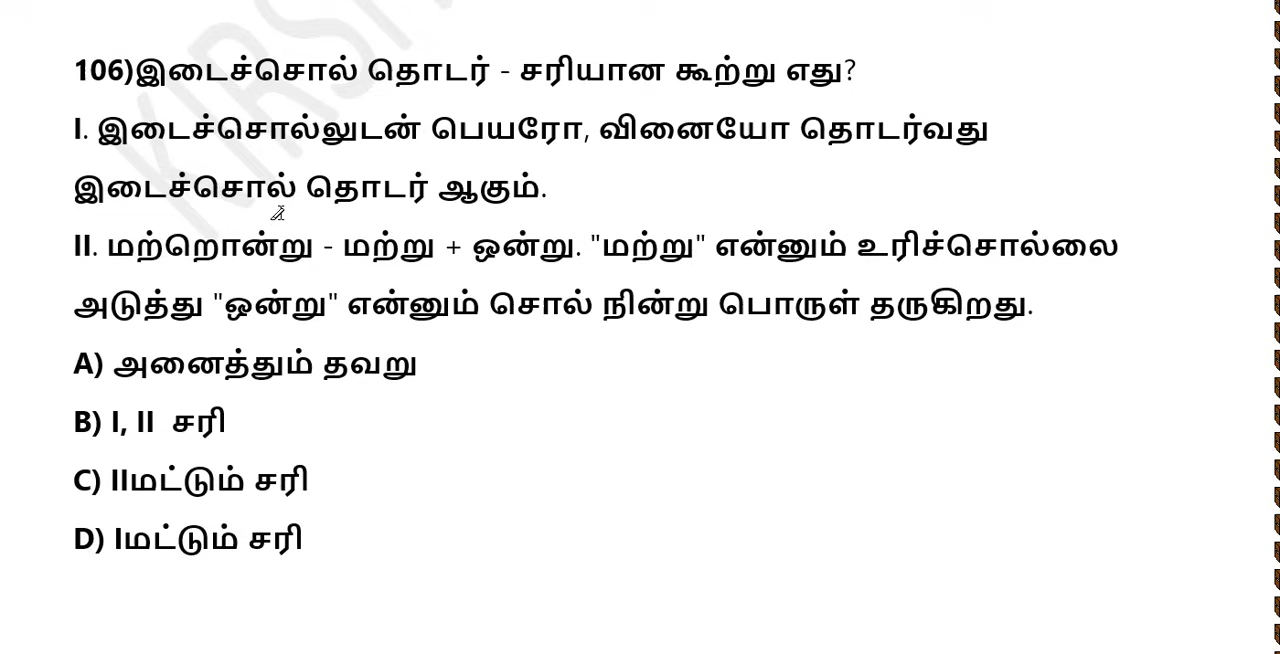 KIRSH
106)இடைச்சொல் தொடர் - சரியான கூற்று எது?
I. இடைச்சொல்லுடன் பெயரோ, வினையோ தொடர்வது
இடைச்சொல் தொடர் ஆகும்.
II. மற்றொன்று - மற்று + ஒன்று. "மற்று" என்னும் உரிச்சொல்லை
அடுத்து "ஒன்று" என்னும் சொல் நின்று பொருள் தருகிறது.
A) அனைத்தும் தவறு
B) I, II சரி
C) IIமட்டும் சரி
D) Iமட்டும் சரி